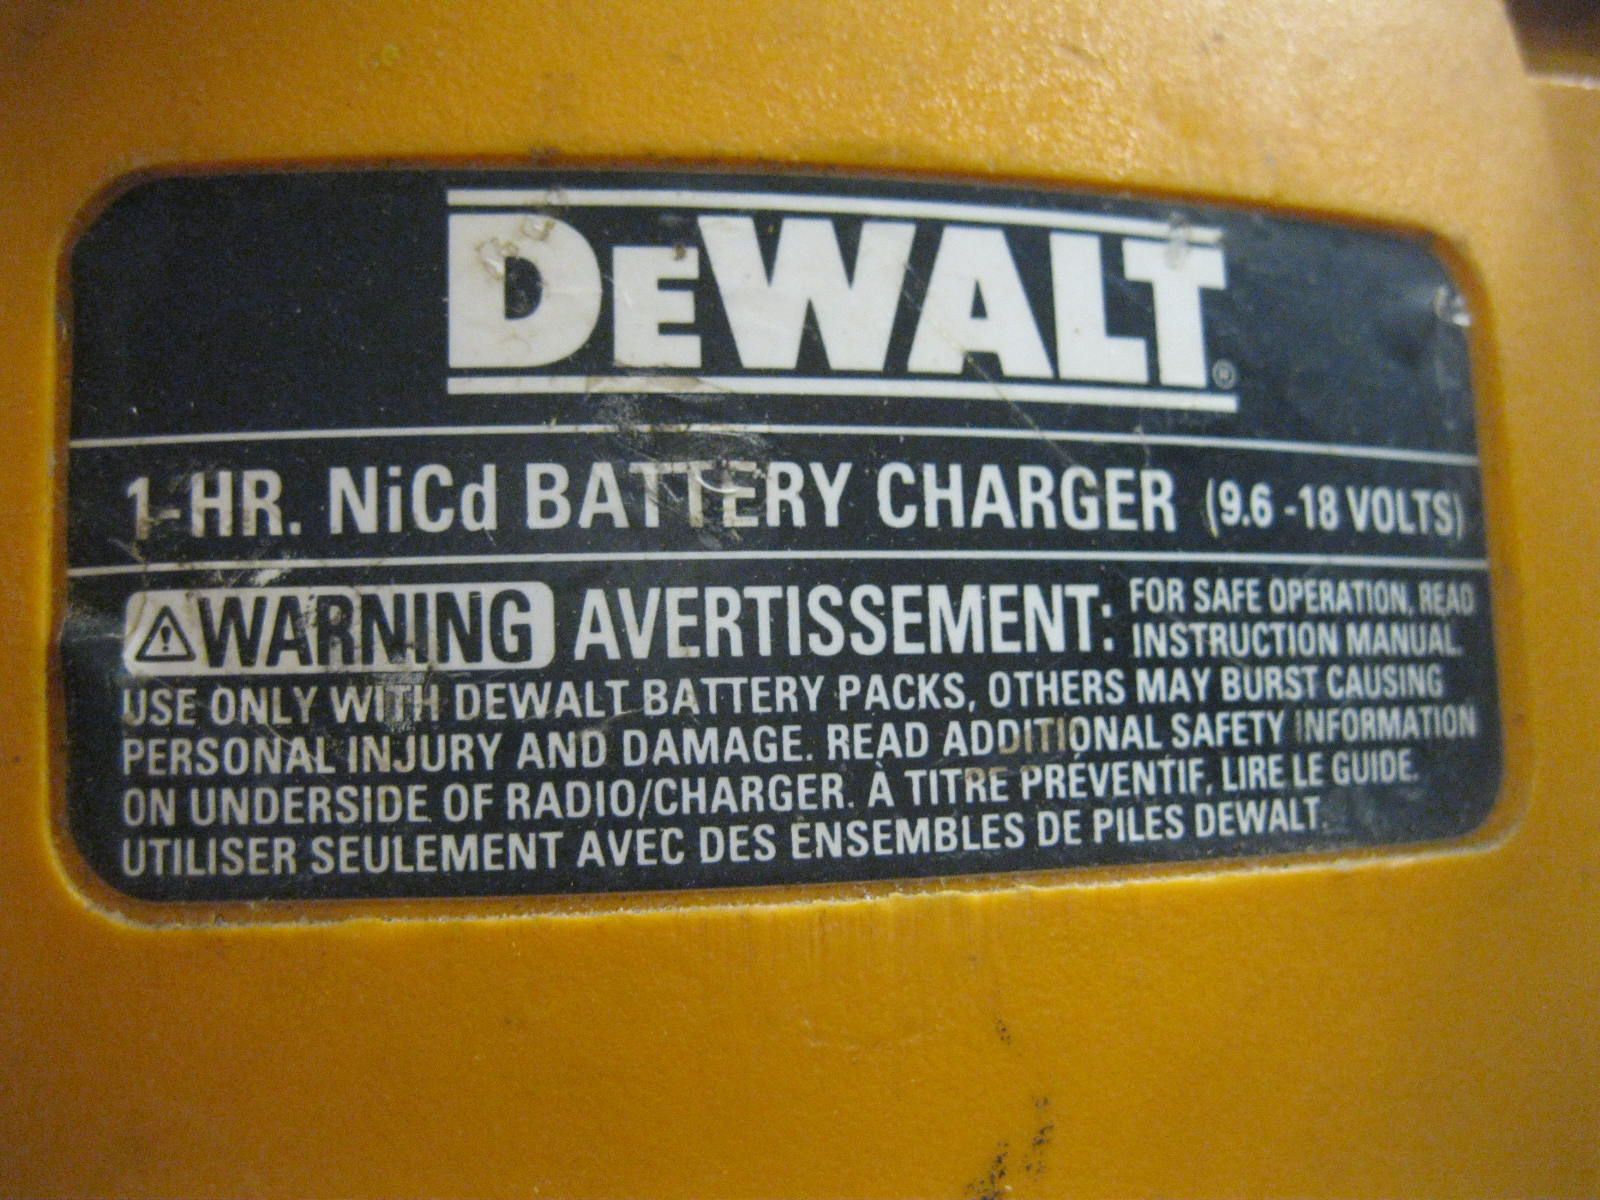 DEWALT®
1-HR. NiCd BATTERY CHARGER (9.6 -18 VOLTS)
WARNING AVERTISSEMENT: FOR SAFE OPERATION, READ
INSTRUCTION MANUAL.
USE ONLY WITH DEWALT BATTERY PACKS, OTHERS MAY BURST CAUSING
PERSONAL INJURY AND DAMAGE. READ ADDITIONAL SAFETY INFORMATION
ON UNDERSIDE OF RADIO/CHARGER. À TITRE PRÉVENTIF, LIRE LE GUIDE.
UTILISER SEULEMENT AVEC DES ENSEMBLES DE PILES DEWALT.